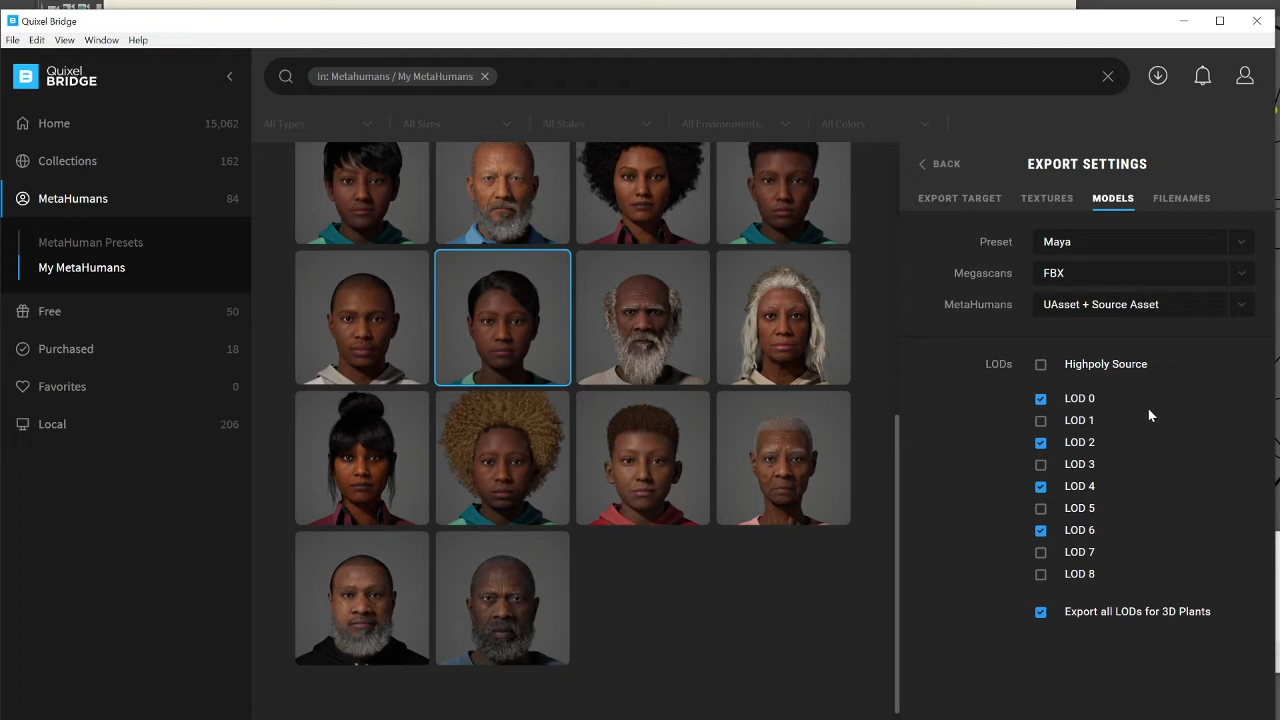 Quixel Bridge
File Edit View Window Help
Quixel
BRIDGE
In: Metahumans / My MetaHumans
Home 15,062
Collections 162
MetaHumans 84
MetaHuman Presets
My MetaHumans
Free 50
Purchased 18
Favorites 0
Local 206
All Types All Sizes All States All Environments All Colors
BACK EXPORT SETTINGS
EXPORT TARGET TEXTURES MODELS FILENAMES
Preset Maya
Megascans FBX
MetaHumans UAsset + Source Asset
LODs Highpoly Source
LOD 0
LOD 1
LOD 2
LOD 3
LOD 4
LOD 5
LOD 6
LOD 7
LOD 8
Export all LODs for 3D Plants